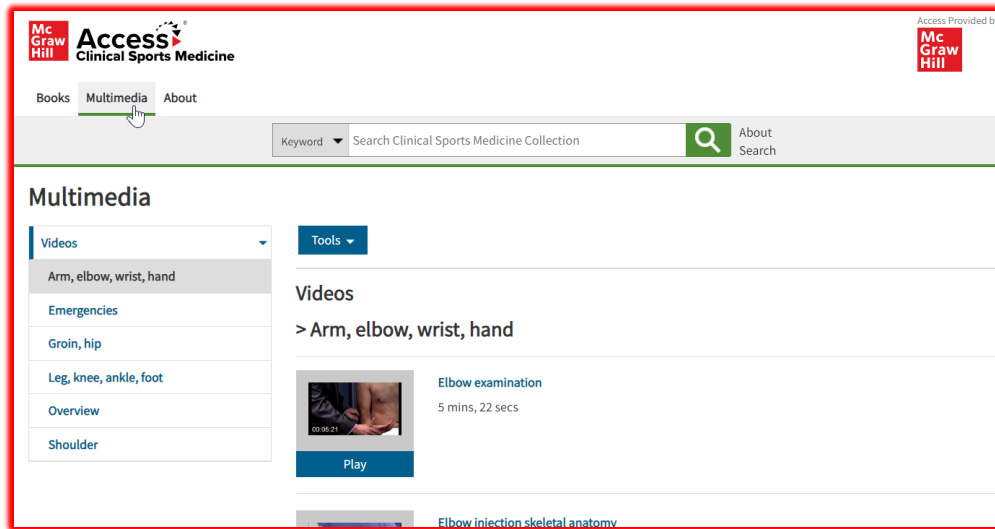 Mc
Graw
Hill
Access
Clinical Sports Medicine
Access Provided b
Mc
Graw
Hill
Books Multimedia About
Keyword Search Clinical Sports Medicine Collection
About
Search
Multimedia
Videos
Arm, elbow, wrist, hand
Emergencies
Groin, hip
Leg, knee, ankle, foot
Overview
Shoulder
Tools
Videos
> Arm, elbow, wrist, hand
00:05:21
Play
Elbow examination
5 mins, 22 secs
Elbow injection skeletal anatomy